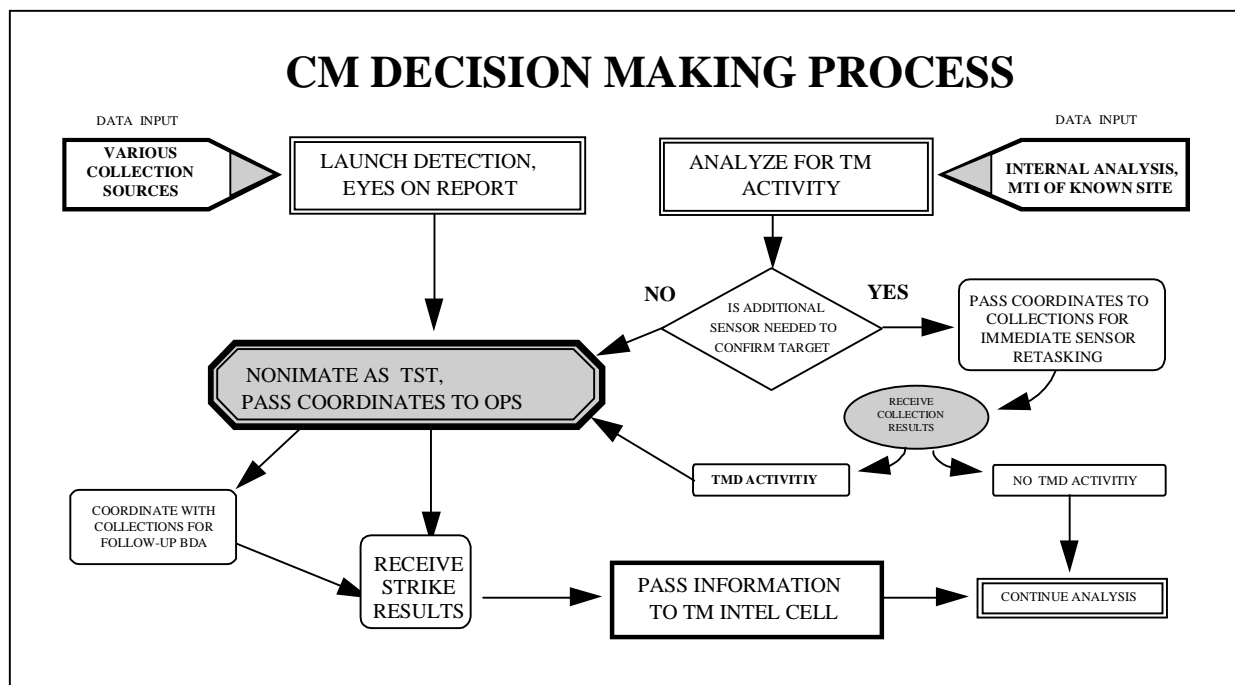 CM DECISION MAKING PROCESS
DATA INPUT
VARIOUS
COLLECTION
SOURCES
LAUNCH DETECTION,
EYES ON REPORT
ANALYZE FOR TM
ACTIVITY
DATA INPUT
INTERNAL ANALYSIS,
MTI OF KNOWN SITE
NO
IS ADDITIONAL
SENSOR NEEDED TO
CONFIRM TARGET
YES
PASS COORDINATES TO
COLLECTIONS FOR
IMMEDIATE SENSOR
RETASKING
NONIMATE AS TST,
PASS COORDINATES TO OPS
RECEIVE
COLLECTION
RESULTS
TMD ACTIVITIY
NO TMD ACTIVITIY
COORDINATE WITH
COLLECTIONS FOR
FOLLOW-UP BDA
RECEIVE
STRIKE
RESULTS
PASS INFORMATION
TO TM INTEL CELL
CONTINUE ANALYSIS